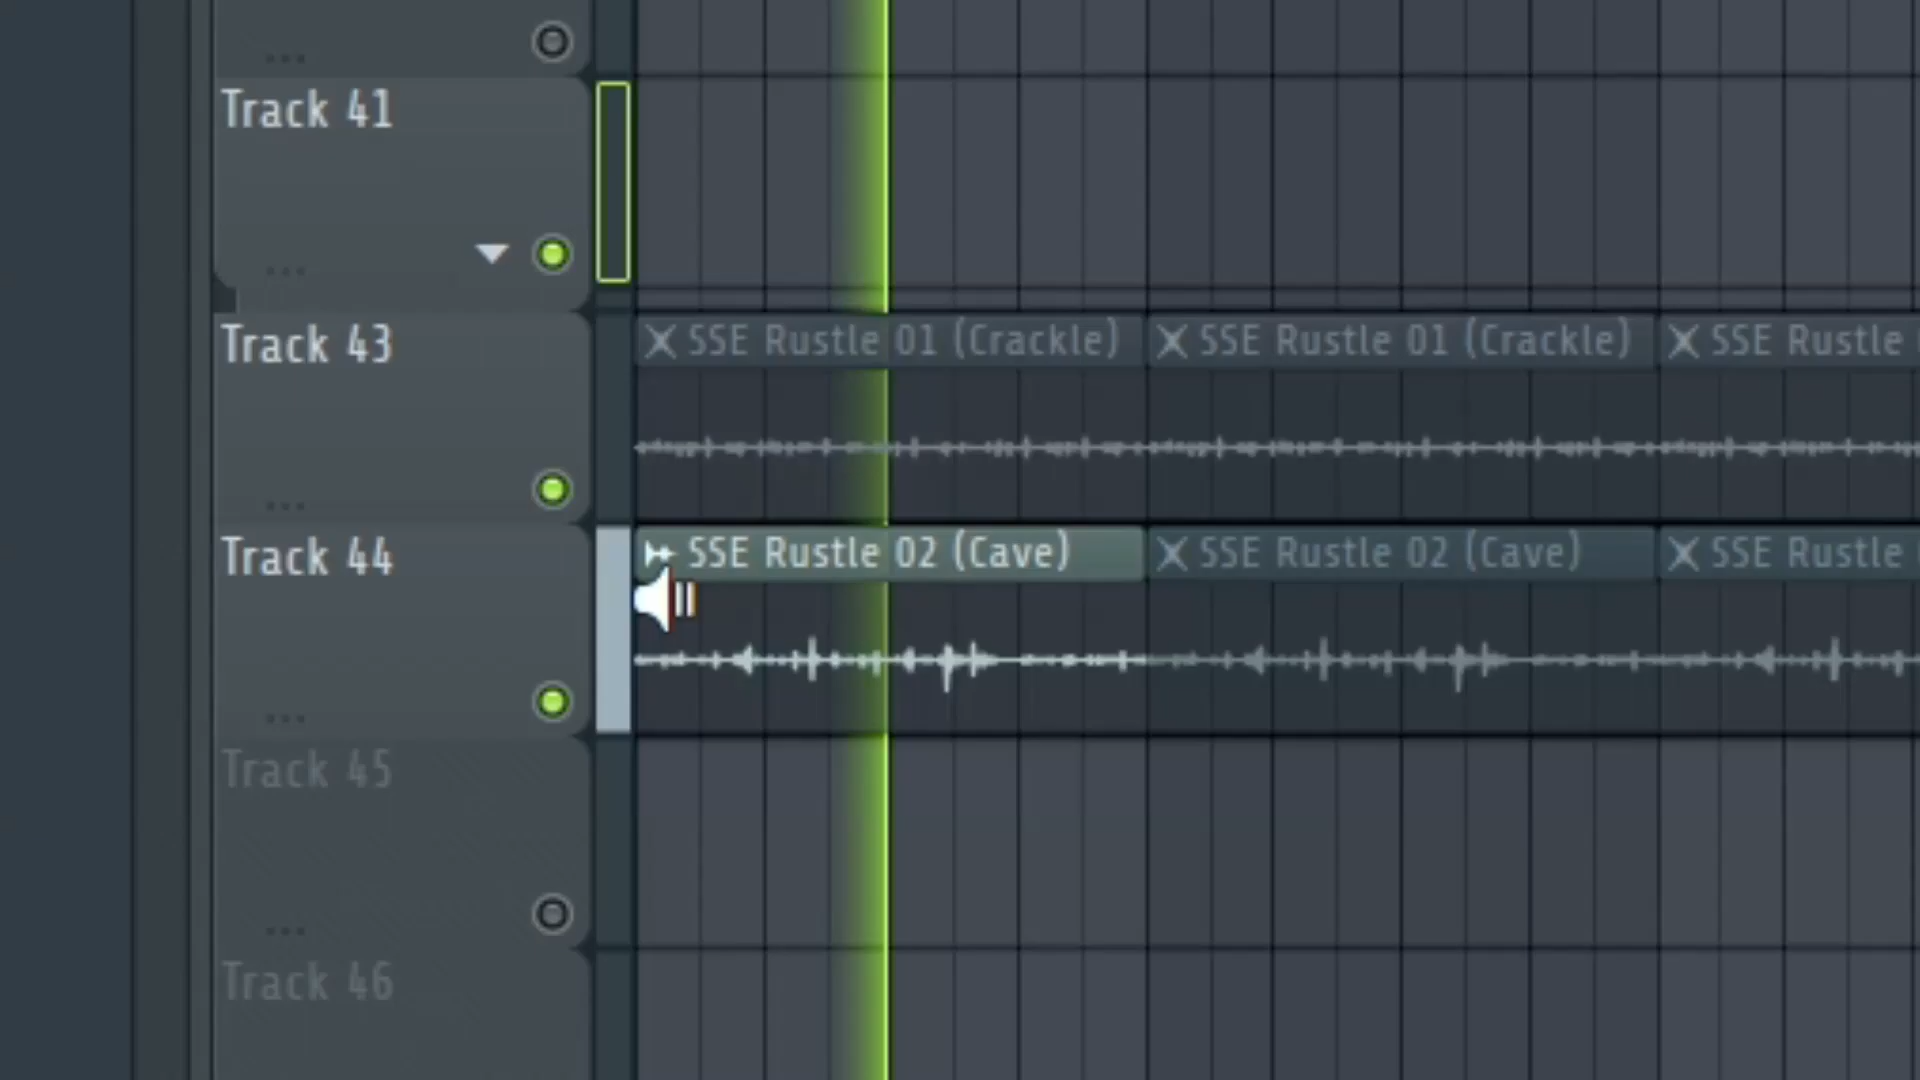 Track 41
Track 43
SSE Rustle 01 (Crackle)
SSE Rustle 01 (Crackle)
SSE Rustle
Track 44
SSE Rustle 02 (Cave)
SSE Rustle 02 (Cave)
SSE Rustle
Track 45
Track 46